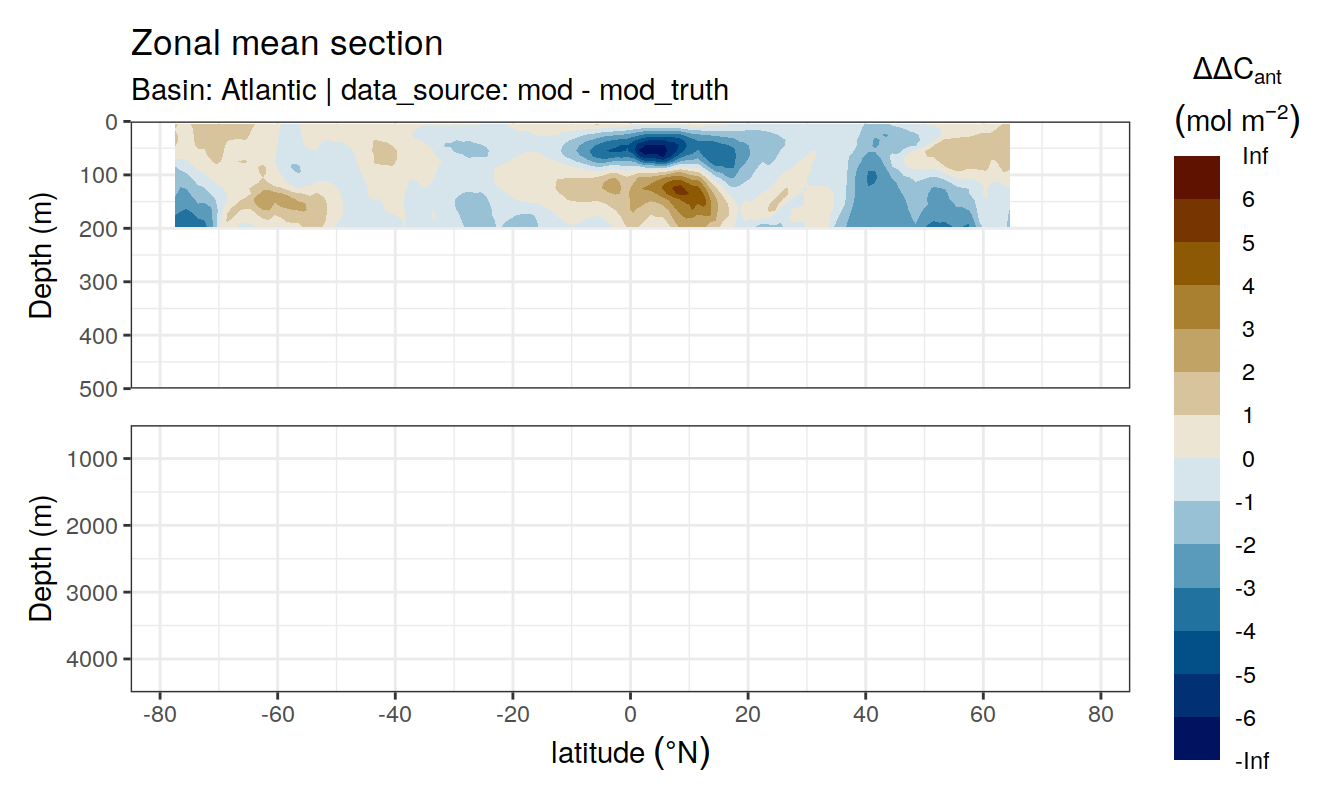 Zonal mean section
Basin: Atlantic | data_source: mod - mod_truth
ΔΔCant
(mol m⁻²)
Inf
6
5
4
3
2
1
0
-1
-2
-3
-4
-5
-6
-Inf
Depth (m)
0
100
200
300
400
500
Depth (m)
1000
2000
3000
4000
-80 -60 -40 -20 0 20 40 60 80
latitude (°N)